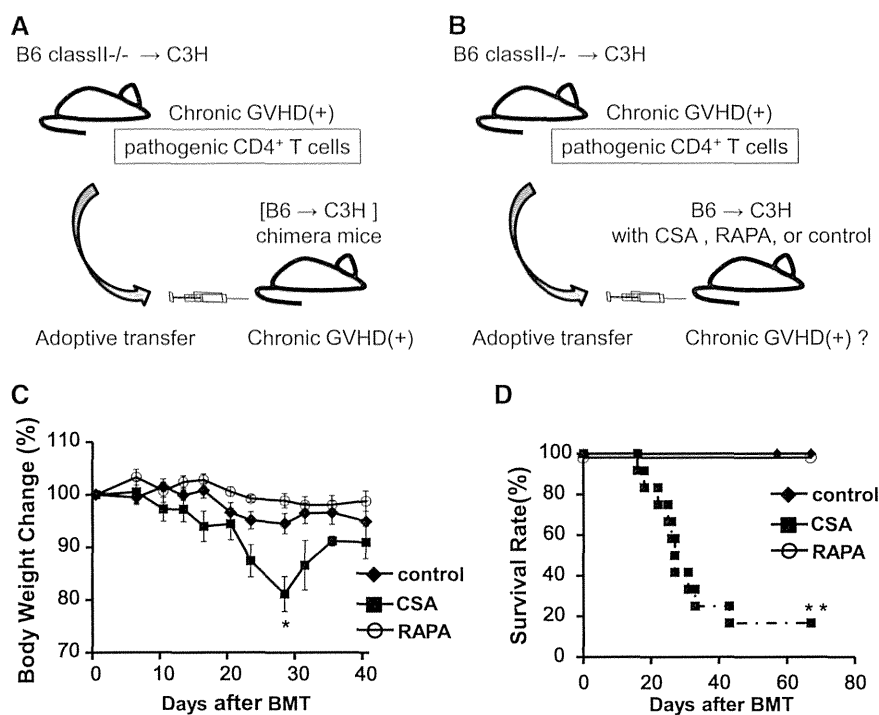 A
B6 classII-/- → C3H
Chronic GVHD(+)
pathogenic CD4⁺ T cells
[B6 → C3H ]
chimera mice
Adoptive transfer
Chronic GVHD(+)
B
B6 classII-/- → C3H
Chronic GVHD(+)
pathogenic CD4⁺ T cells
B6 → C3H
with CSA , RAPA, or control
Adoptive transfer
Chronic GVHD(+) ?
C
Body Weight Change (%)
110
100
90
80
70
0
10
20
30
40
Days after BMT
control
CSA
RAPA
*
D
Survival Rate(%)
100
80
60
40
20
0
0
20
40
60
80
Days after BMT
control
CSA
RAPA
* *